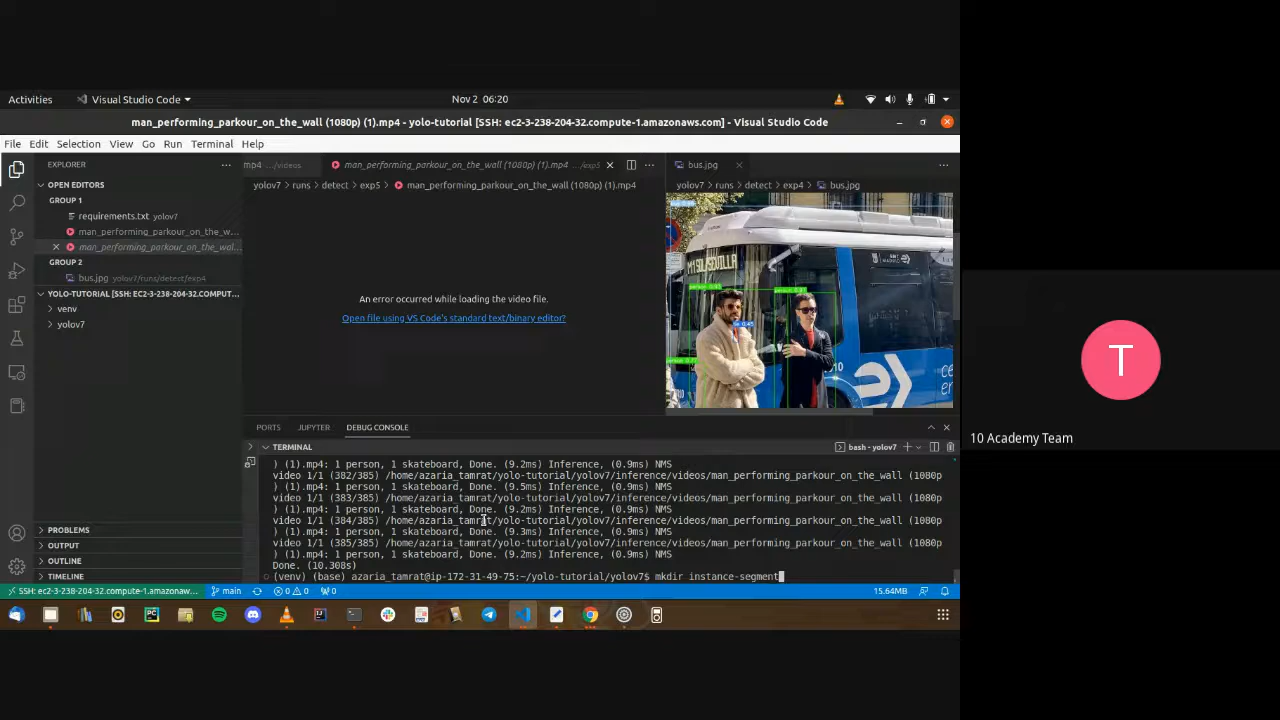 Activities
Visual Studio Code
Nov 2 06:20
man_performing_parkour_on_the_wall (1080p) (1).mp4 - yolo-tutorial [SSH: ec2-3-238-204-32.compute-1.amazonaws.com] - Visual Studio Code
File Edit Selection View Go Run Terminal Help
EXPLORER
OPEN EDITORS
GROUP 1
requirements.txt yolov7
man_performing_parkour_on_the_w...
man_performing_parkour_on_the_wal...
GROUP 2
bus.jpg yolov7/runs/detect/exp4
YOLO-TUTORIAL [SSH: EC2-3-238-204-32.COMPUT...
venv
yolov7
PROBLEMS
OUTPUT
OUTLINE
TIMELINE
mp4 .../videos
man_performing_parkour_on_the_wall (1080p) (1).mp4 .../exp5
yolov7 > runs > detect > exp5 > man_performing_parkour_on_the_wall (1080p) (1).mp4
An error occurred while loading the video file.
Open file using VS Code's standard text/binary editor?
bus.jpg
yolov7 > runs > detect > exp4 > bus.jpg
PORTS JUPYTER DEBUG CONSOLE
TERMINAL
bash - yolov7
) (1).mp4: 1 person, 1 skateboard, Done. (9.2ms) Inference, (0.9ms) NMS
video 1/1 (382/385) /home/azaria_tamrat/yolo-tutorial/yolov7/inference/videos/man_performing_parkour_on_the_wall (1080p
) (1).mp4: 1 person, 1 skateboard, Done. (9.5ms) Inference, (0.9ms) NMS
video 1/1 (383/385) /home/azaria_tamrat/yolo-tutorial/yolov7/inference/videos/man_performing_parkour_on_the_wall (1080p
) (1).mp4: 1 person, 1 skateboard, Done. (9.2ms) Inference, (0.9ms) NMS
video 1/1 (384/385) /home/azaria_tamrat/yolo-tutorial/yolov7/inference/videos/man_performing_parkour_on_the_wall (1080p
) (1).mp4: 1 person, 1 skateboard, Done. (9.3ms) Inference, (0.9ms) NMS
video 1/1 (385/385) /home/azaria_tamrat/yolo-tutorial/yolov7/inference/videos/man_performing_parkour_on_the_wall (1080p
) (1).mp4: 1 person, 1 skateboard, Done. (9.2ms) Inference, (0.9ms) NMS
Done. (10.308s)
(venv) (base) azaria_tamrat@ip-172-31-49-75:~/yolo-tutorial/yolov7$ mkdir instance-segment
SSH: ec2-3-238-204-32.compute-1.amazonaw...
main
0 0
0
15.64MB
T
10 Academy Team